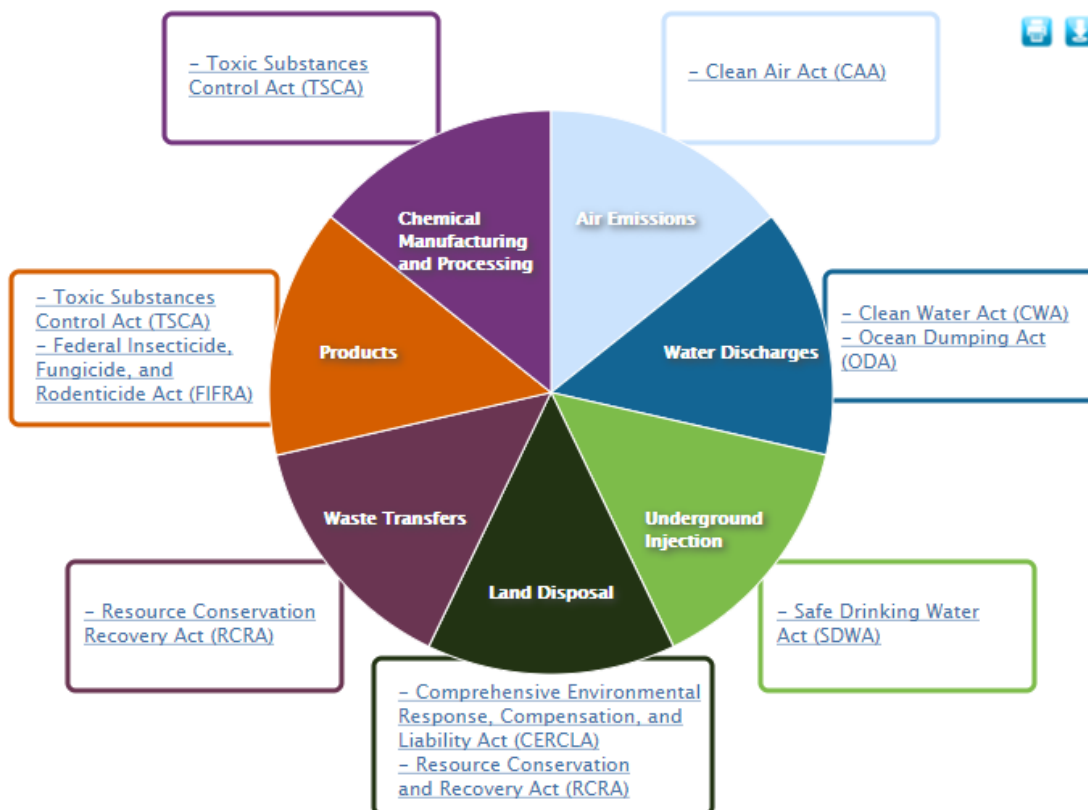 – Toxic Substances
Control Act (TSCA)
– Clean Air Act (CAA)
Chemical
Manufacturing
and Processing
Air Emissions
– Toxic Substances
Control Act (TSCA)
– Federal Insecticide,
Fungicide, and
Rodenticide Act (FIFRA)
Products
Water Discharges
– Clean Water Act (CWA)
– Ocean Dumping Act
(ODA)
Waste Transfers
Underground
Injection
Land Disposal
– Resource Conservation
Recovery Act (RCRA)
– Safe Drinking Water
Act (SDWA)
– Comprehensive Environmental
Response, Compensation, and
Liability Act (CERCLA)
– Resource Conservation
and Recovery Act (RCRA)